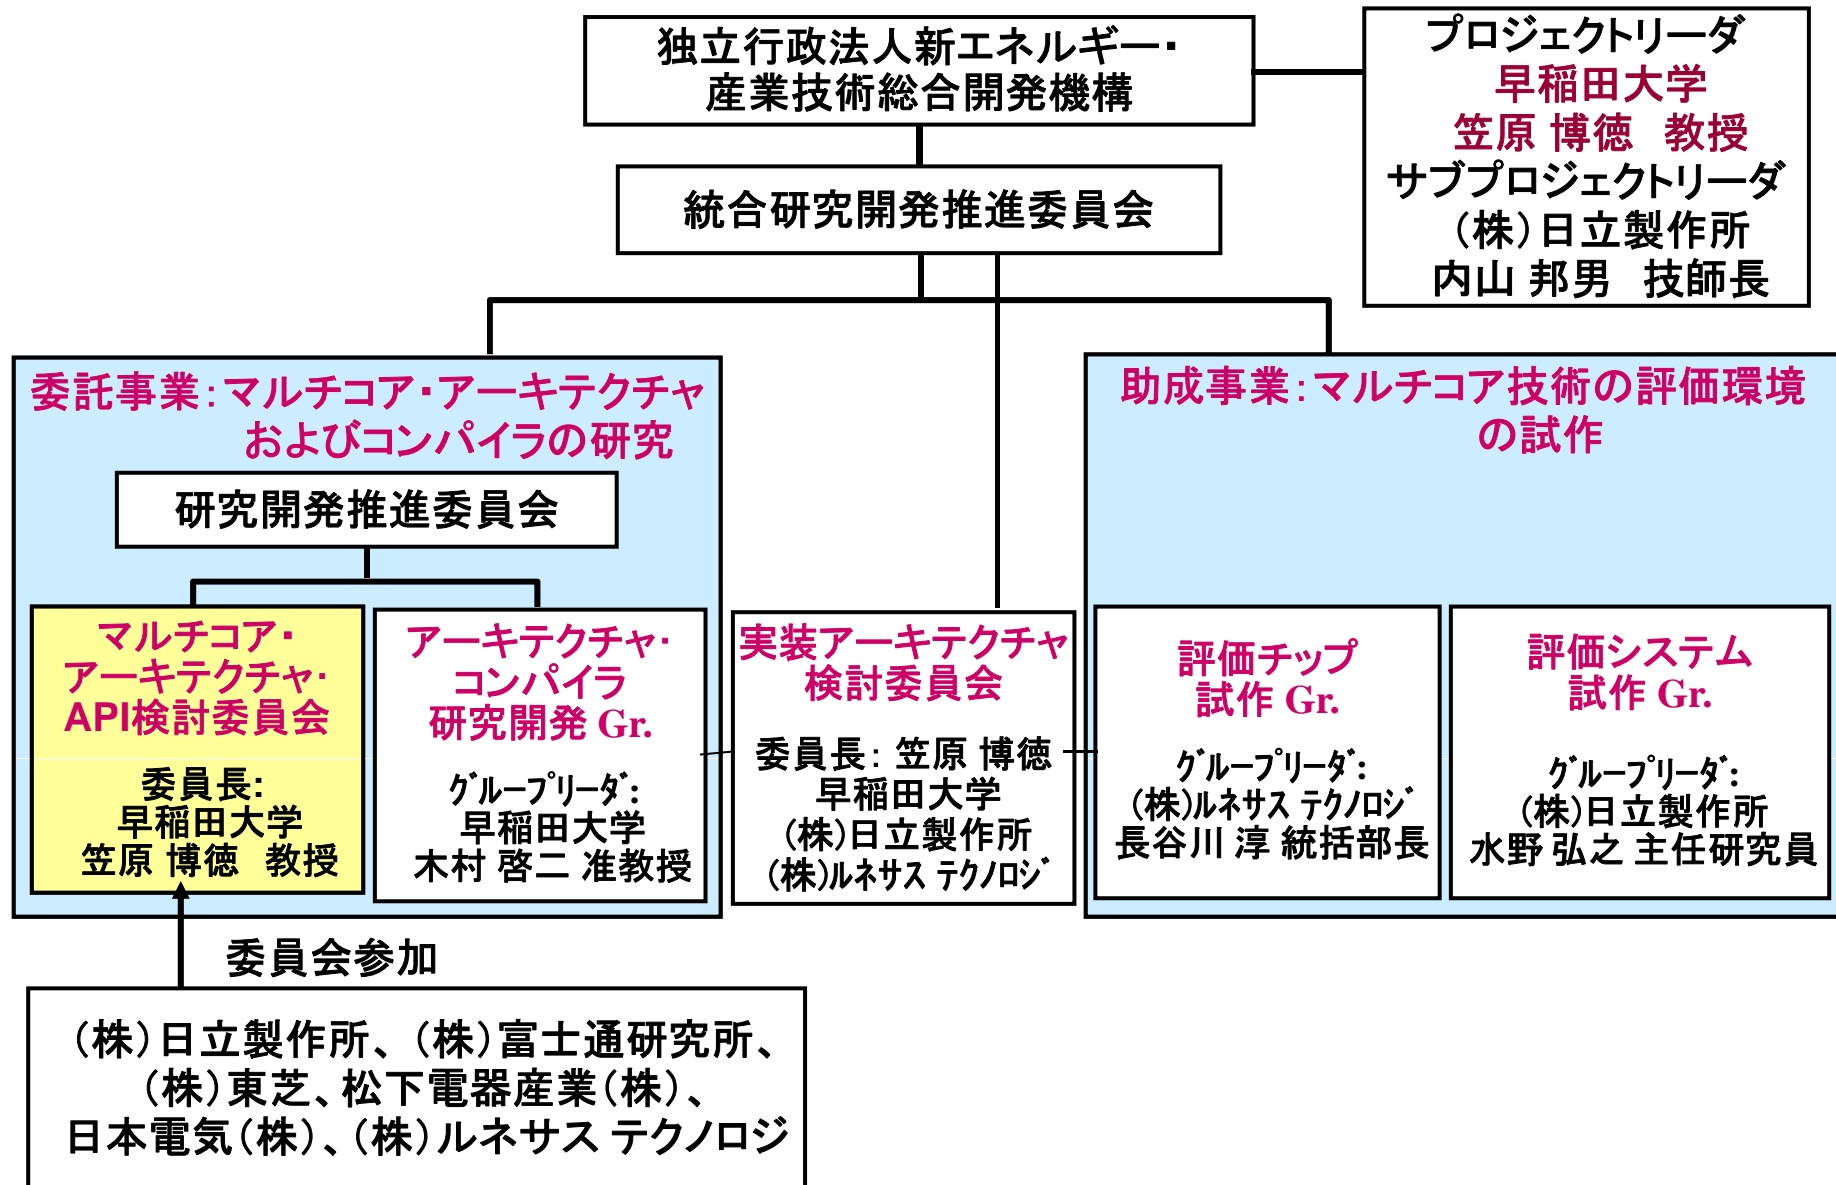 独立行政法人新エネルギー・
産業技術総合開発機構
プロジェクトリーダ
早稲田大学
笠原 博徳　教授
サブプロジェクトリーダ
（株）日立製作所
内山 邦男　技師長
統合研究開発推進委員会
委託事業：マルチコア・アーキテクチャ
およびコンパイラの研究
研究開発推進委員会
マルチコア・
アーキテクチャ・
API検討委員会
委員長:
早稲田大学
笠原 博徳　教授
アーキテクチャ・
コンパイラ
研究開発 Gr.
ｸﾞﾙｰﾌﾟﾘｰﾀﾞ:
早稲田大学
木村 啓二 准教授
実装アーキテクチャ
検討委員会
委員長: 笠原 博徳
早稲田大学
(株)日立製作所
(株)ﾙﾈｻｽ ﾃｸﾉﾛｼﾞ
助成事業：マルチコア技術の評価環境
の試作
評価チップ
試作 Gr.
ｸﾞﾙｰﾌﾟﾘｰﾀﾞ:
(株)ﾙﾈｻｽ ﾃｸﾉﾛｼﾞ
長谷川 淳 統括部長
評価システム
試作 Gr.
ｸﾞﾙｰﾌﾟﾘｰﾀﾞ:
(株)日立製作所
水野 弘之 主任研究員
委員会参加
（株）日立製作所、（株）富士通研究所、
（株）東芝、松下電器産業（株）、
日本電気（株）、（株）ルネサス テクノロジ